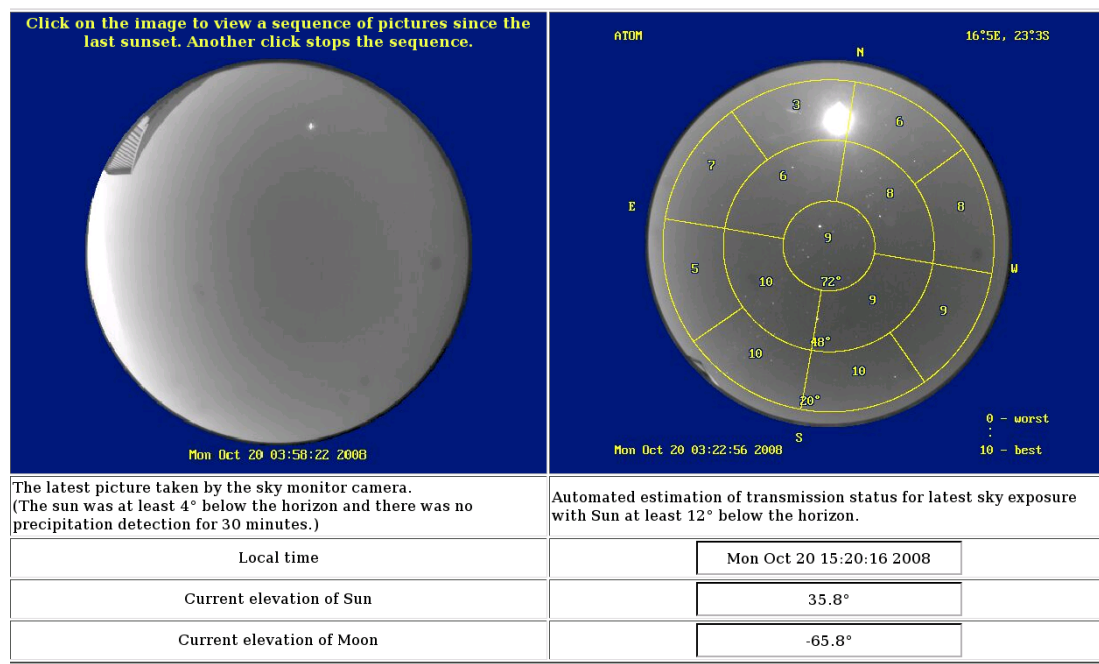 Click on the image to view a sequence of pictures since the
last sunset. Another click stops the sequence.
Mon Oct 20 03:58:22 2008
ATOM
16°5E, 23°3S
N
3
6
7
6
8
8
E
9
5
10
72°
W
9
9
48°
10
10
20°
S
0 - worst
:
10 - best
Mon Oct 20 03:22:56 2008
The latest picture taken by the sky monitor camera.
(The sun was at least 4° below the horizon and there was no
precipitation detection for 30 minutes.)
Automated estimation of transmission status for latest sky exposure
with Sun at least 12° below the horizon.
Local time
Mon Oct 20 15:20:16 2008
Current elevation of Sun
35.8°
Current elevation of Moon
-65.8°